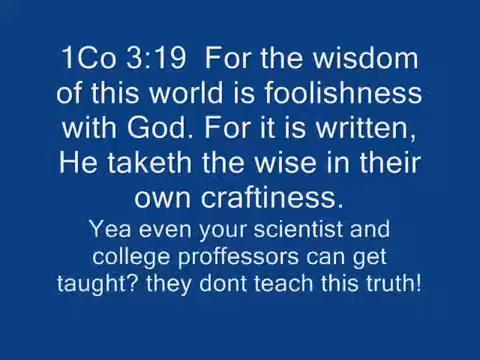 1Co 3:19  For the wisdom
of this world is foolishness
with God. For it is written,
He taketh the wise in their
own craftiness.
Yea even your scientist and
college proffessors can get
taught? they dont teach this truth!